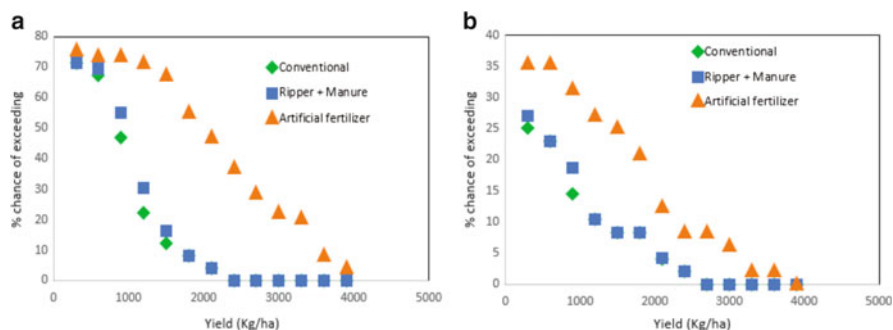 a
80
70
60
50
40
30
20
10
0
% chance of exceeding
0
1000
2000
3000
4000
5000
Yield (Kg/ha)
Conventional
Ripper + Manure
Artificial fertilizer
b
40
35
30
25
20
15
10
5
0
% chance of exceeding
0
1000
2000
3000
4000
5000
Yield (Kg/ha)
Conventional
Ripper + Manure
Artificial fertilizer